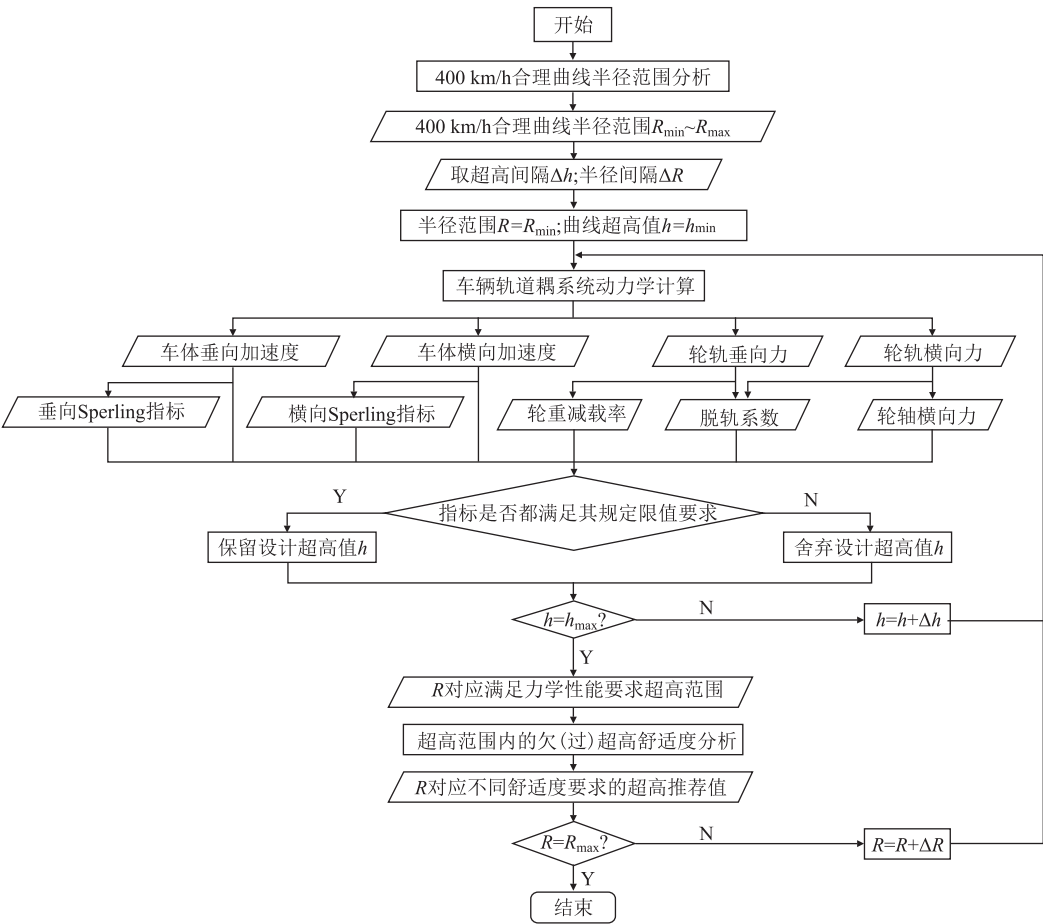 开始
400 km/h合理曲线半径范围分析
400 km/h合理曲线半径范围Rmin~Rmax
取超高间隔Δh;半径间隔ΔR
半径范围R=Rmin;曲线超高值h=hmin
车辆轨道耦系统动力学计算
车体垂向加速度
车体横向加速度
轮轨垂向力
轮轨横向力
垂向Sperling指标
横向Sperling指标
轮重减载率
脱轨系数
轮轴横向力
Y
指标是否都满足其规定限值要求
N
保留设计超高值h
舍弃设计超高值h
h=hmax?
N
h=h+Δh
Y
R对应满足力学性能要求超高范围
超高范围内的欠(过)超高舒适度分析
R对应不同舒适度要求的超高推荐值
R=Rmax?
N
R=R+ΔR
Y
结束